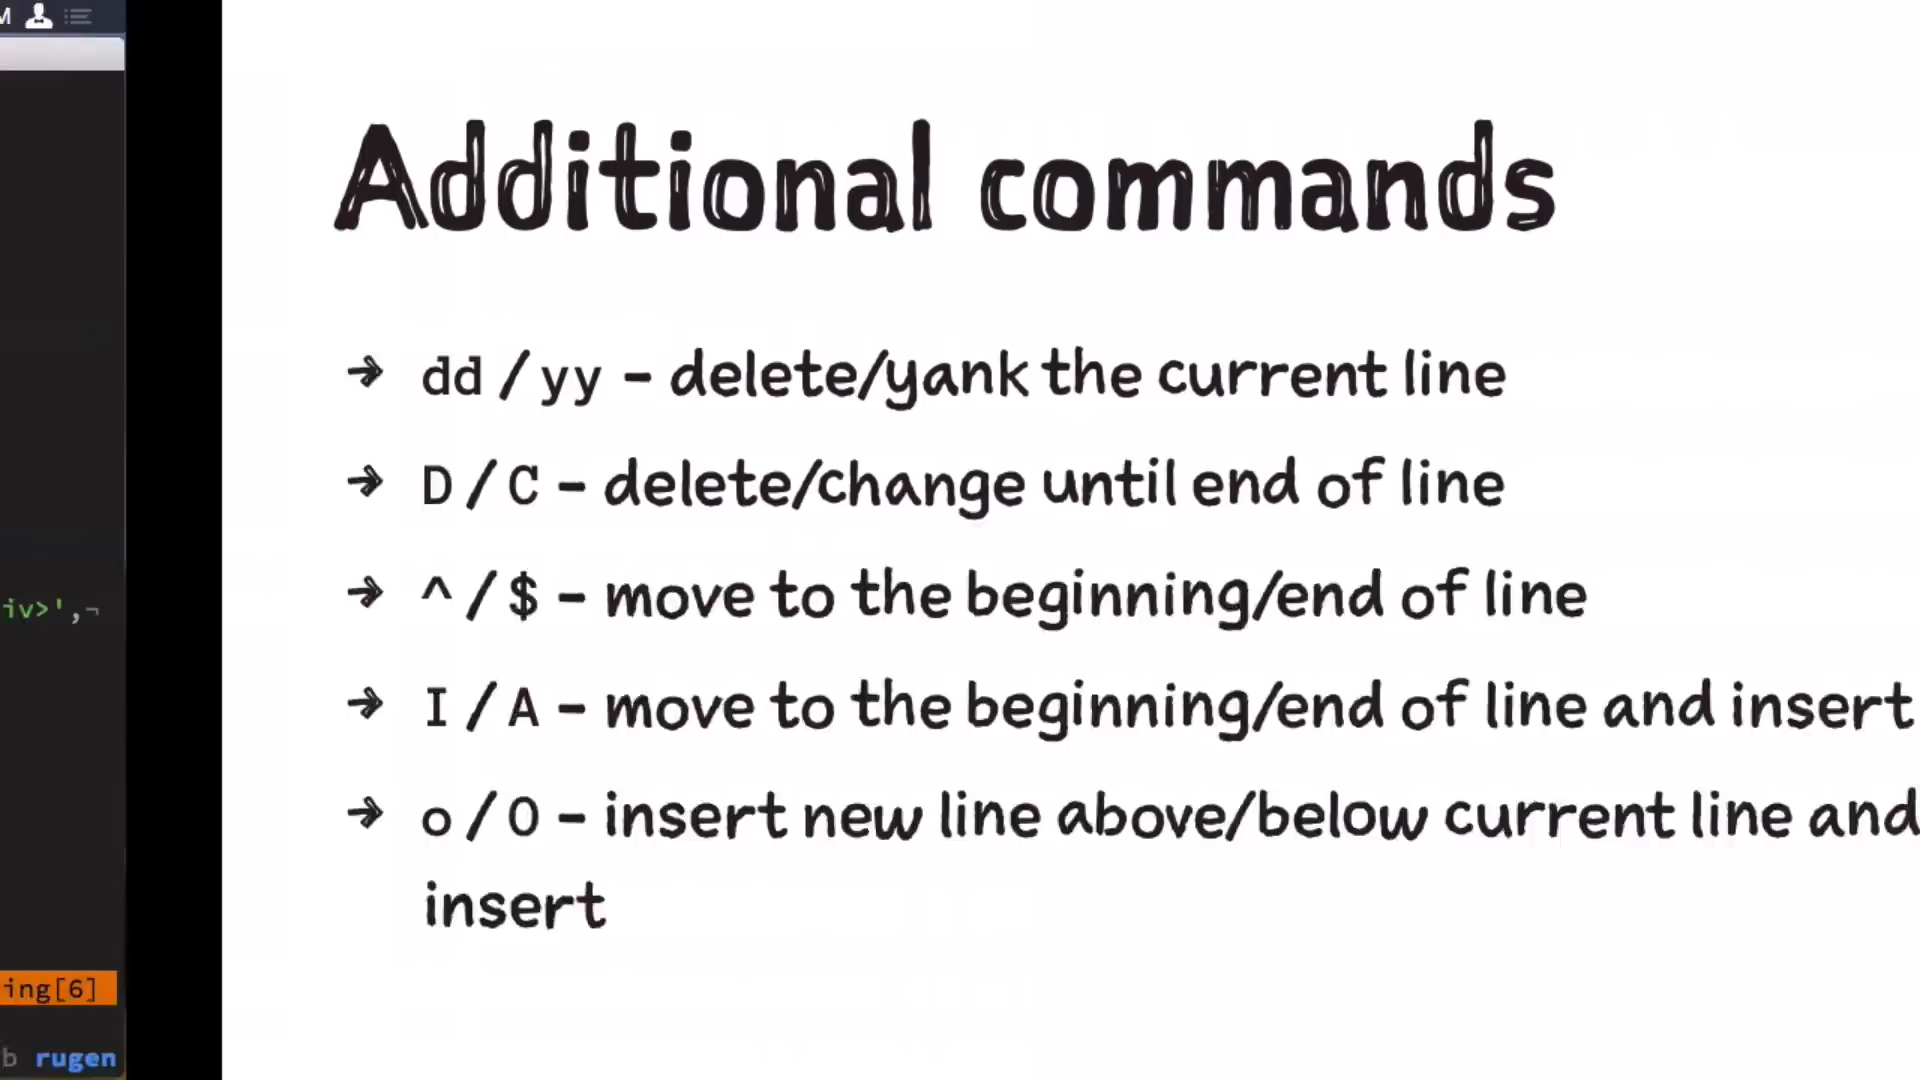 M
Additional commands
→ dd / yy – delete/yank the current line
→ D / C – delete/change until end of line
→ ^ / $ – move to the beginning/end of line
→ I / A – move to the beginning/end of line and insert
→ o / O – insert new line above/below current line and
insert
iv>',¬
ing[6]
b rugen